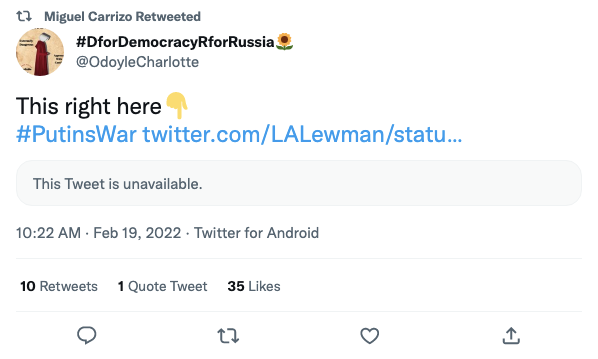 Miguel Carrizo Retweeted
#DforDemocracyRforRussia🌻
@OdoyleCharlotte
This right here👇
#PutinsWar twitter.com/LALewman/statu…
This Tweet is unavailable.
10:22 AM · Feb 19, 2022 · Twitter for Android
10 Retweets 1 Quote Tweet 35 Likes